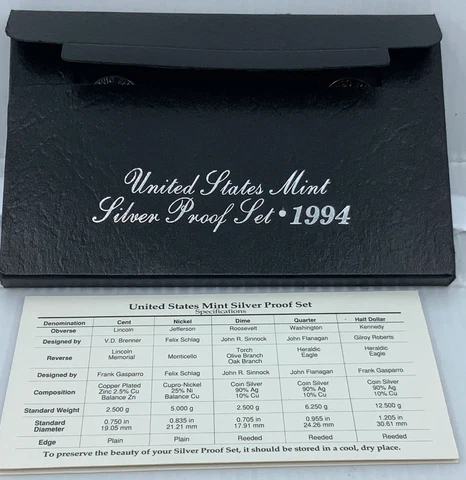 United States Mint
Silver Proof Set • 1994
United States Mint Silver Proof Set
Specifications
Denomination Cent Nickel Dime Quarter Half Dollar
Obverse Lincoln Jefferson Roosevelt Washington Kennedy
Designed by V.D. Brenner Felix Schlag John R. Sinnock John Flanagan Gilroy Roberts
Reverse Lincoln Memorial Monticello Torch Olive Branch Oak Branch Heraldic Eagle Heraldic Eagle
Designed by Frank Gasparro Felix Schlag John R. Sinnock John Flanagan Frank Gasparro
Composition Copper Plated Zinc 2.5% Cu Balance Zn Cupro-Nickel 25% Ni Balance Cu Coin Silver 90% Ag 10% Cu Coin Silver 90% Ag 10% Cu Coin Silver 90% Ag 10% Cu
Standard Weight 2.500 g 5.000 g 2.500 g 6.250 g 12.500 g
Standard Diameter 0.750 in 19.05 mm 0.835 in 21.21 mm 0.705 in 17.91 mm 0.955 in 24.26 mm 1.205 in 30.61 mm
Edge Plain Plain Reeded Reeded Reeded
To preserve the beauty of your Silver Proof Set, it should be stored in a cool, dry place.